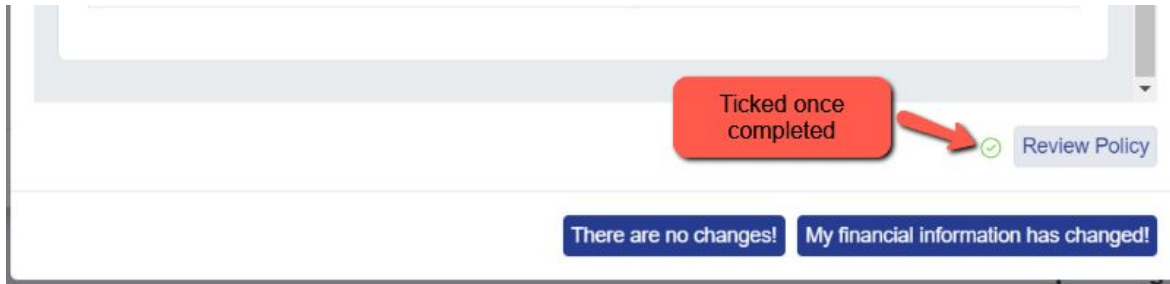 Ticked once
completed
Review Policy
There are no changes!
My financial information has changed!